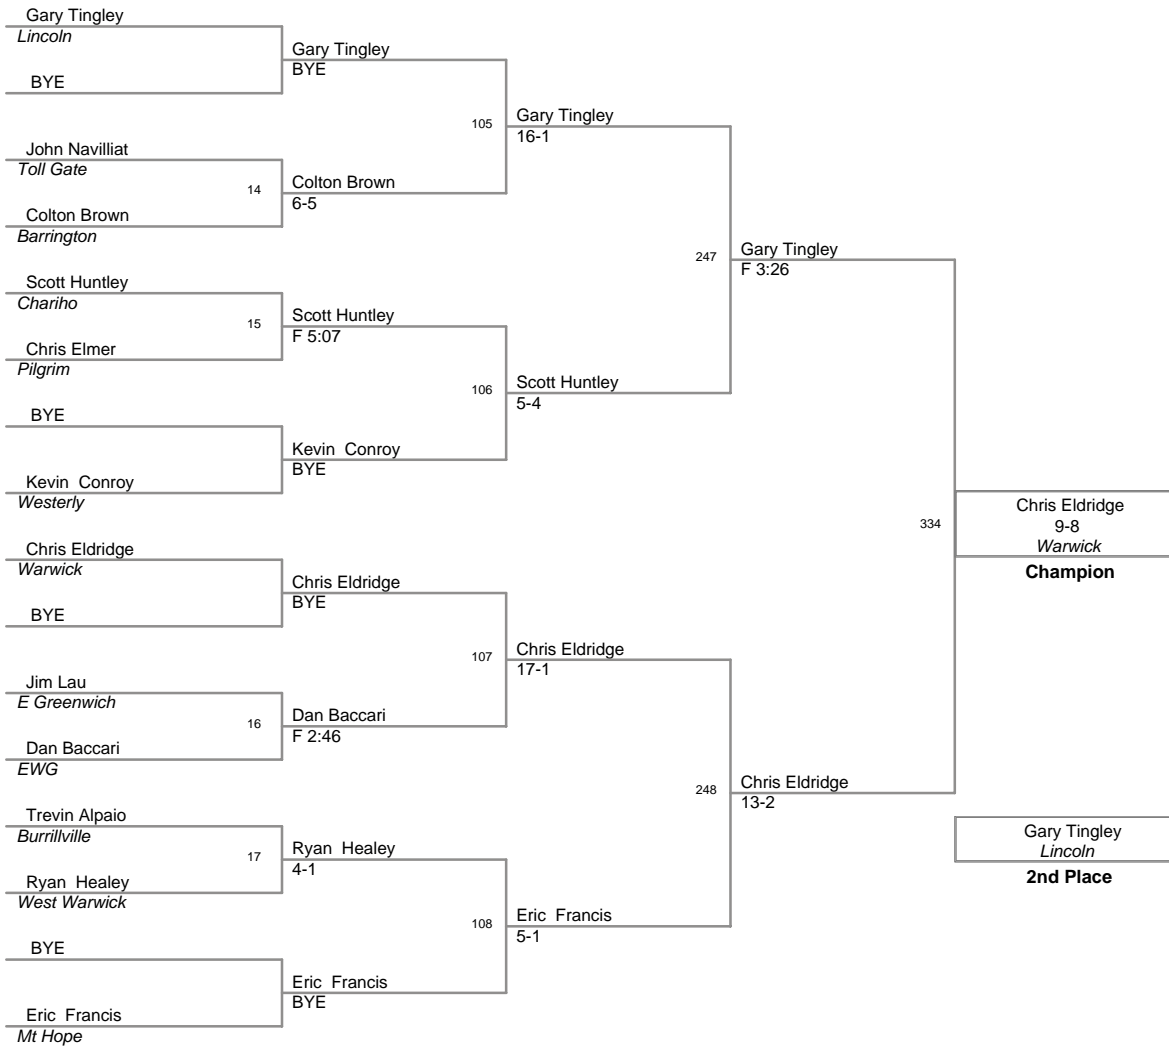 Gary Tingley
Lincoln
BYE
John Navilliat
Toll Gate
Colton Brown
Barrington
Scott Huntley
Chariho
Chris Elmer
Pilgrim
BYE
Kevin Conroy
Westerly
Chris Eldridge
Warwick
BYE
Jim Lau
E Greenwich
Dan Baccari
EWG
Trevin Alpaio
Burrillville
Ryan Healey
West Warwick
BYE
Eric Francis
Mt Hope
Gary Tingley
BYE
14
Colton Brown
6-5
15
Scott Huntley
F 5:07
Kevin Conroy
BYE
Chris Eldridge
BYE
16
Dan Baccari
F 2:46
17
Ryan Healey
4-1
Eric Francis
BYE
105
Gary Tingley
16-1
106
Scott Huntley
5-4
107
Chris Eldridge
17-1
108
Eric Francis
5-1
247
Gary Tingley
F 3:26
248
Chris Eldridge
13-2
334
Chris Eldridge
9-8
Warwick
Champion
Gary Tingley
Lincoln
2nd Place